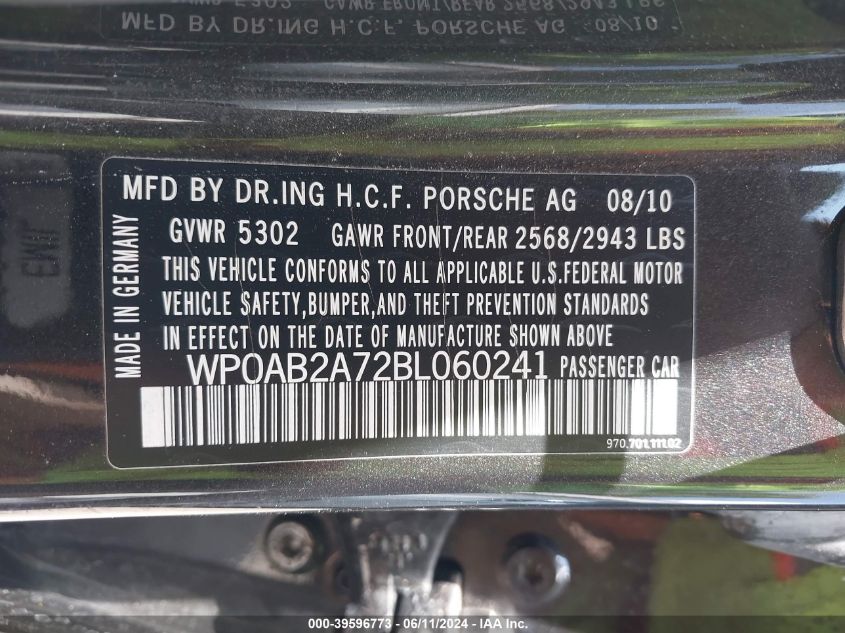 MFD BY DR.ING H.C.F. PORSCHE AG 08/10
GVWR 5302 GAWR FRONT/REAR 2568/2943 LBS
THIS VEHICLE CONFORMS TO ALL APPLICABLE U.S.FEDERAL MOTOR
VEHICLE SAFETY,BUMPER,AND THEFT PREVENTION STANDARDS
IN EFFECT ON THE DATE OF MANUFACTURE SHOWN ABOVE
WP0AB2A72BL060241 PASSENGER CAR
970.701.111.02
MADE IN GERMANY
000-39596773 / 06/11/2024 / © IAA Inc.